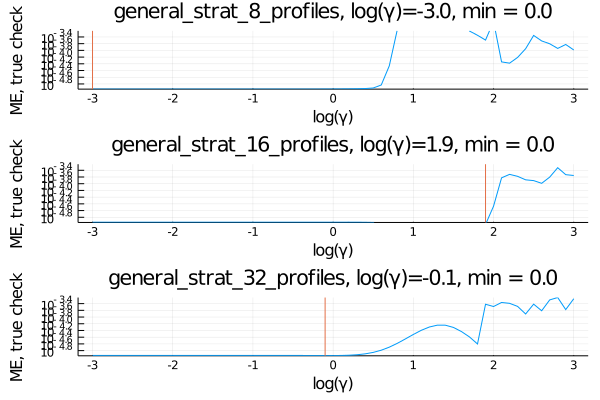 general_strat_8_profiles, log(γ)=-3.0, min = 0.0
ME, true check
-3 -2 -1 0 1 2 3
log(γ)
general_strat_16_profiles, log(γ)=1.9, min = 0.0
ME, true check
-3 -2 -1 0 1 2 3
log(γ)
general_strat_32_profiles, log(γ)=-0.1, min = 0.0
ME, true check
-3 -2 -1 0 1 2 3
log(γ)